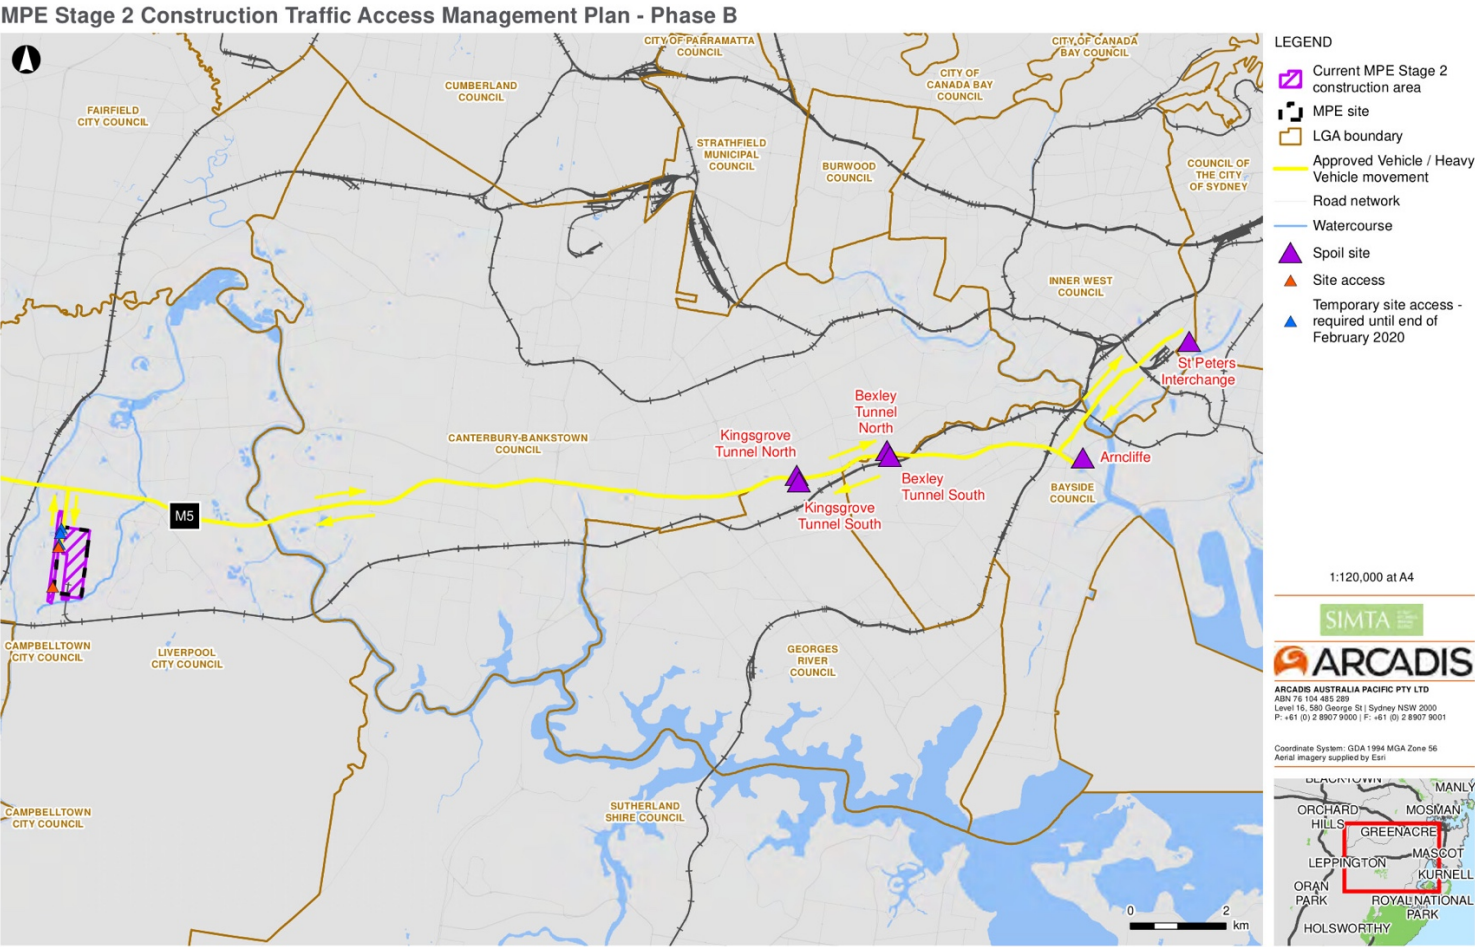 MPE Stage 2 Construction Traffic Access Management Plan - Phase B
CITY OF PARRAMATTA
COUNCIL
CITY OF CANADA
BAY COUNCIL
CITY OF
CANADA BAY
COUNCIL
CUMBERLAND
COUNCIL
FAIRFIELD
CITY COUNCIL
STRATHFIELD
MUNICIPAL
COUNCIL
BURWOOD
COUNCIL
COUNCIL OF
THE CITY
OF SYDNEY
INNER WEST
COUNCIL
St Peters
Interchange
Bexley
Tunnel
North
Kingsgrove
Tunnel North
CANTERBURY-BANKSTOWN
COUNCIL
Arncliffe
Bexley
Tunnel South
BAYSIDE
COUNCIL
Kingsgrove
Tunnel South
M5
CAMPBELLTOWN
CITY COUNCIL
LIVERPOOL
CITY COUNCIL
GEORGES
RIVER
COUNCIL
CAMPBELLTOWN
CITY COUNCIL
SUTHERLAND
SHIRE COUNCIL
0 2
km
LEGEND
Current MPE Stage 2
construction area
MPE site
LGA boundary
Approved Vehicle / Heavy
Vehicle movement
Road network
Watercourse
Spoil site
Site access
Temporary site access -
required until end of
February 2020
1:120,000 at A4
SIMTA
ARCADIS
ARCADIS AUSTRALIA PACIFIC PTY LTD
ABN 76 104 485 289
Level 16, 580 George St | Sydney NSW 2000
P: +61 (0) 2 8907 9000 | F: +61 (0) 2 8907 9001
Coordinate System: GDA 1994 MGA Zone 56
Aerial imagery supplied by Esri
BLACKTOWN
MANLY
ORCHARD
HILLS
MOSMAN
GREENACRE
MASCOT
LEPPINGTON
KURNELL
ORAN
PARK
ROYAL NATIONAL
PARK
HOLSWORTHY